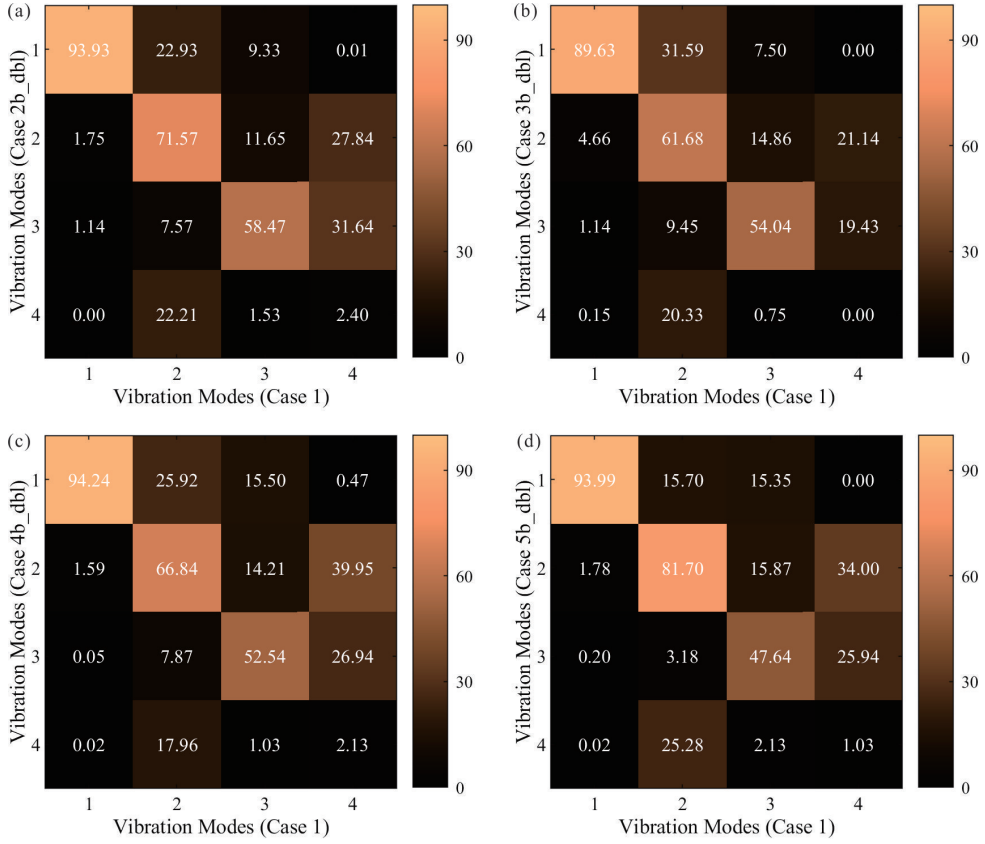 (a)
Vibration Modes (Case 2b_dbl)
1 93.93 22.93 9.33 0.01
2 1.75 71.57 11.65 27.84
3 1.14 7.57 58.47 31.64
4 0.00 22.21 1.53 2.40
1 2 3 4
Vibration Modes (Case 1)
90
60
30
0
(b)
Vibration Modes (Case 3b_dbl)
1 89.63 31.59 7.50 0.00
2 4.66 61.68 14.86 21.14
3 1.14 9.45 54.04 19.43
4 0.15 20.33 0.75 0.00
1 2 3 4
Vibration Modes (Case 1)
90
60
30
0
(c)
Vibration Modes (Case 4b_dbl)
1 94.24 25.92 15.50 0.47
2 1.59 66.84 14.21 39.95
3 0.05 7.87 52.54 26.94
4 0.02 17.96 1.03 2.13
1 2 3 4
Vibration Modes (Case 1)
90
60
30
0
(d)
Vibration Modes (Case 5b_dbl)
1 93.99 15.70 15.35 0.00
2 1.78 81.70 15.87 34.00
3 0.20 3.18 47.64 25.94
4 0.02 25.28 2.13 1.03
1 2 3 4
Vibration Modes (Case 1)
90
60
30
0